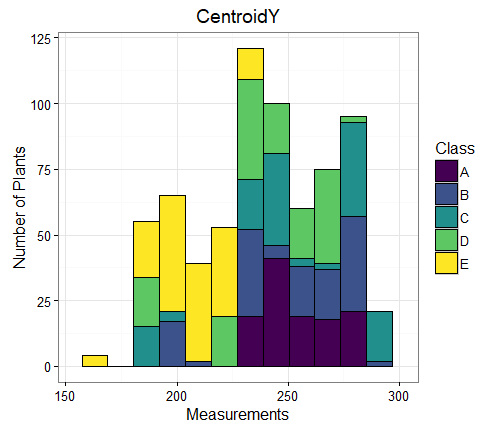 CentroidY
125
100
75
50
25
0
Number of Plants
150
200
250
300
Measurements
Class
A
B
C
D
E